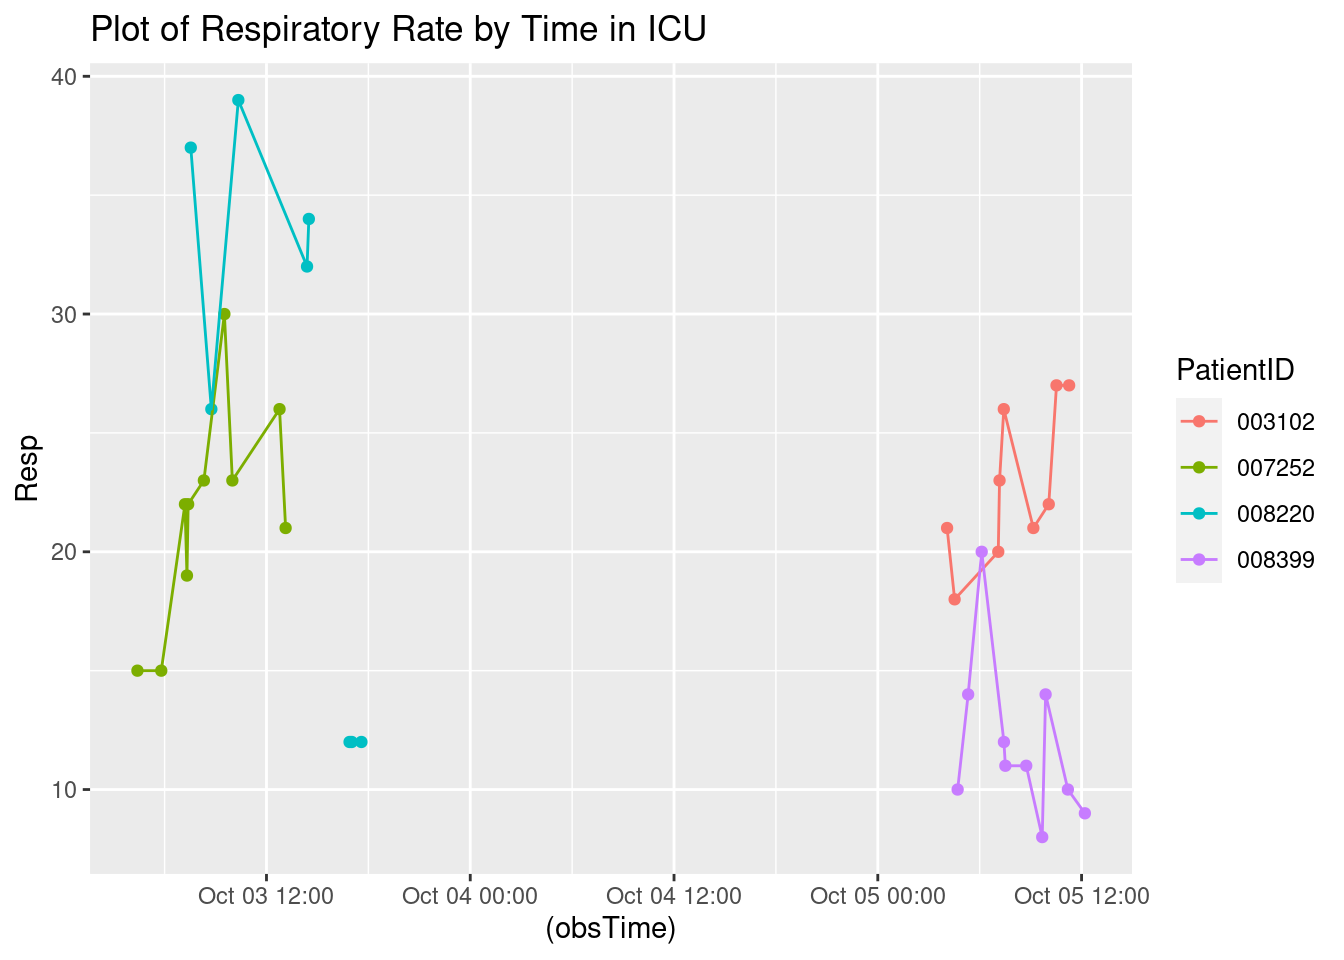 Plot of Respiratory Rate by Time in ICU
40
30
20
10
Resp
Oct 03 12:00
Oct 04 00:00
Oct 04 12:00
Oct 05 00:00
Oct 05 12:00
(obsTime)
PatientID
003102
007252
008220
008399